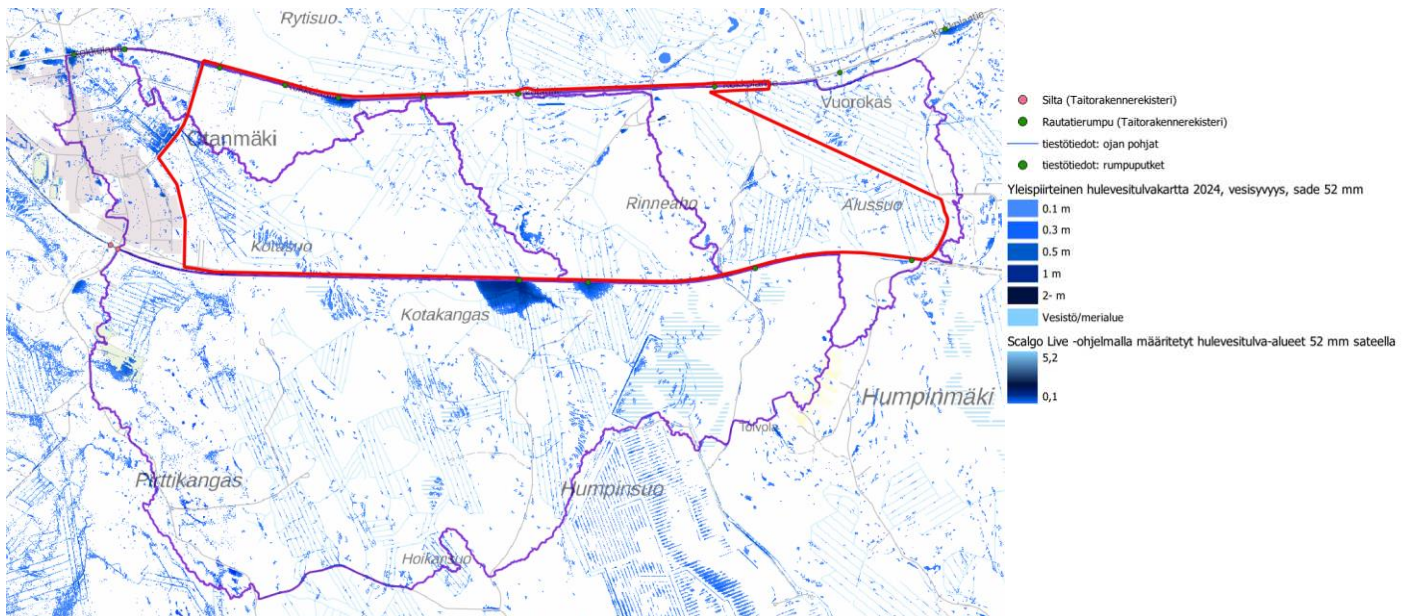 Rytisuo
Vuorokas
Otanmäki
Rinneaho
Alussuo
Kotasuo
Kotakangas
Humpinmäki
Toivola
Pirttikangas
Humpinsuo
Hoikansuo
Silta (Taitorakennerekisteri)
Rautatierumpu (Taitorakennerekisteri)
tiestötiedot: ojan pohjat
tiestötiedot: rumpuputket
Yleispiirteinen hulevesitulvakartta 2024, vesisyvyys, sade 52 mm
0.1 m
0.3 m
0.5 m
1 m
2- m
Vesistö/merialue
Scalgo Live -ohjelmalla määritetyt hulevesitulva-alueet 52 mm sateella
5,2
0,1